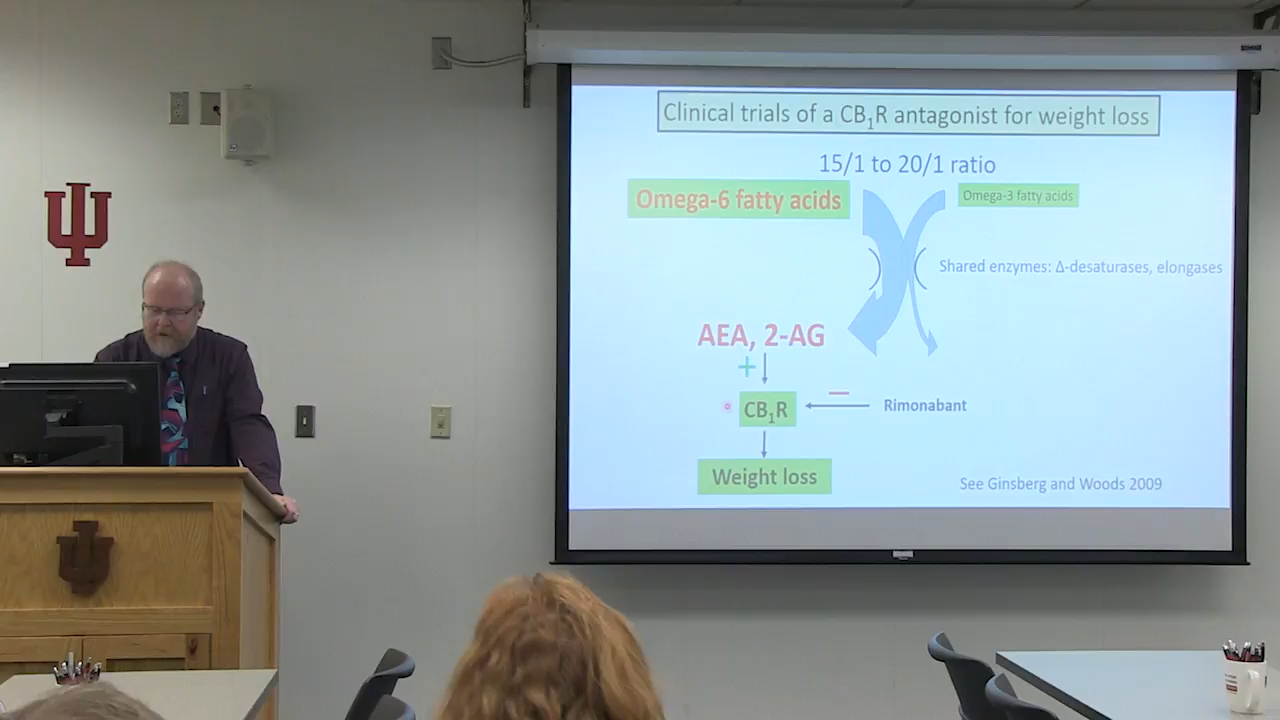 Clinical trials of a CB₁R antagonist for weight loss
15/1 to 20/1 ratio
Omega-6 fatty acids
Omega-3 fatty acids
Shared enzymes: Δ-desaturases, elongases
AEA, 2-AG
+
CB₁R
—
Rimonabant
Weight loss
See Ginsberg and Woods 2009